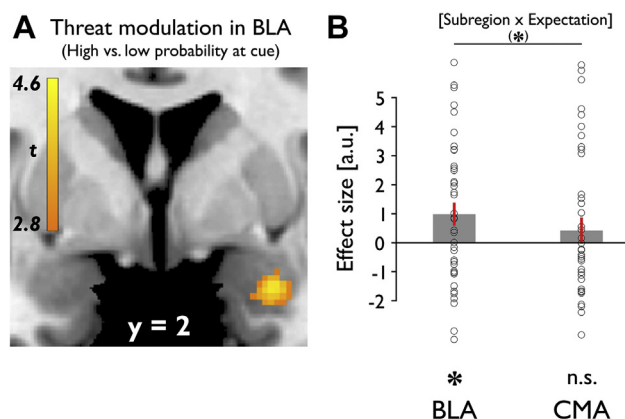 A Threat modulation in BLA
(High vs. low probability at cue)
4.6
t
2.8
y = 2
B
[Subregion x Expectation]
(*)
Effect size [a.u.]
5
4
3
2
1
0
-1
-2
* n.s.
BLA CMA